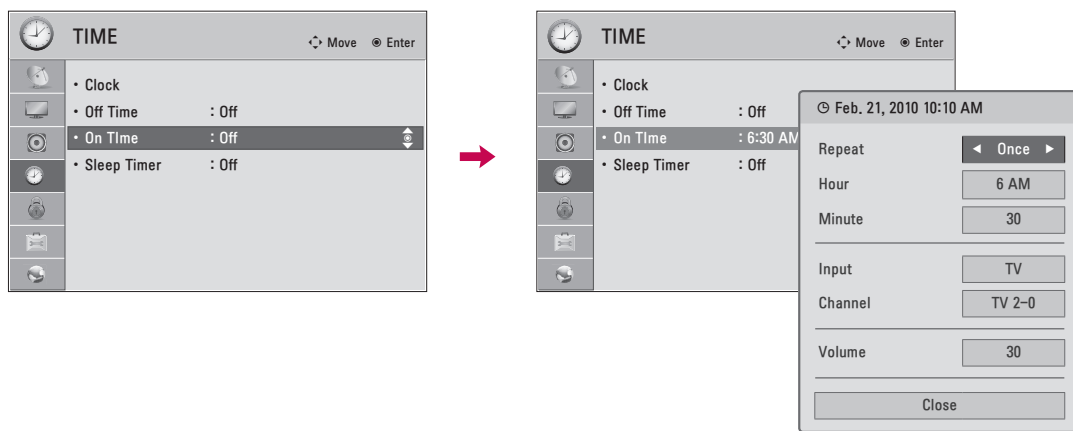 TIME Move Enter
• Clock
• Off Time : Off
• On TIme : Off
• Sleep Timer : Off
TIME Move Enter
• Clock
• Off Time : Off
• On TIme : 6:30 AM
• Sleep Timer : Off
Feb. 21, 2010 10:10 AM
Repeat ◄ Once ►
Hour 6 AM
Minute 30
Input TV
Channel TV 2-0
Volume 30
Close